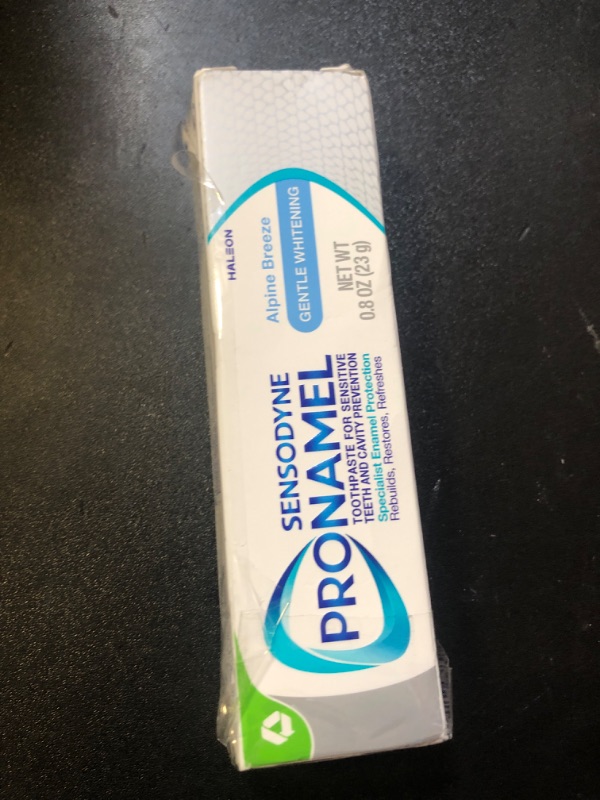 SENSODYNE
PRONAMEL
TOOTHPASTE FOR SENSITIVE
TEETH AND CAVITY PREVENTION
Specialist Enamel Protection
Rebuilds, Restores, Refreshes
HALEON
Alpine Breeze
GENTLE WHITENING
NET WT
0.8 OZ (23 g)